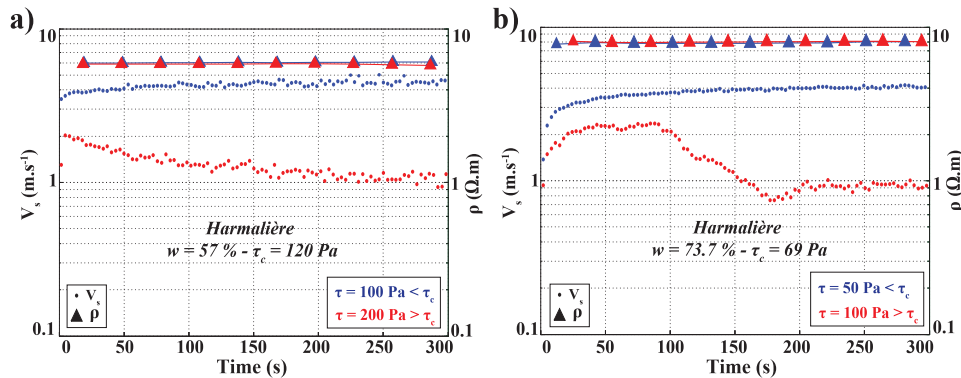 a)
10
1
0.1
V_s (m.s⁻¹)
10
1
0.1
ρ (Ω.m)
Harmalière
w = 57 % - τ_c = 120 Pa
V_s
ρ
τ = 100 Pa < τ_c
τ = 200 Pa > τ_c
0 50 100 150 200 250 300
Time (s)
b)
10
1
0.1
V_s (m.s⁻¹)
10
1
0.1
ρ (Ω.m)
Harmalière
w = 73.7 % - τ_c = 69 Pa
V_s
ρ
τ = 50 Pa < τ_c
τ = 100 Pa > τ_c
0 50 100 150 200 250 300
Time (s)